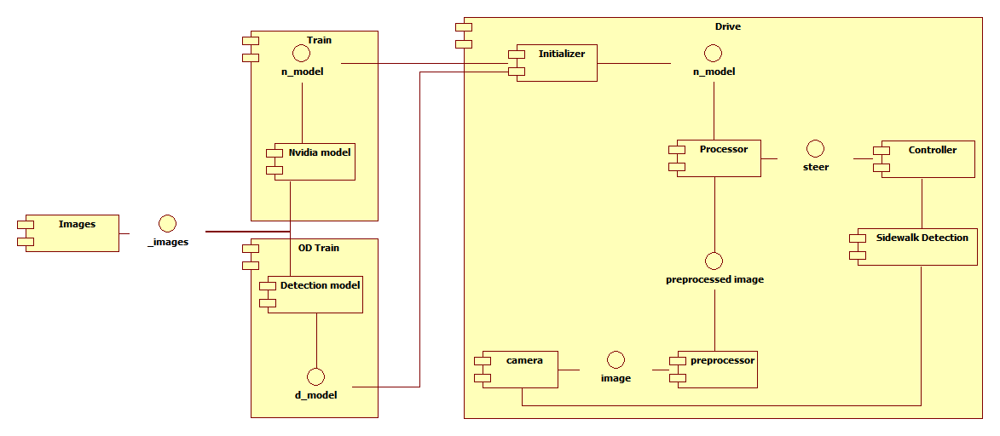 Train
n_model
Nvidia model
Images
_images
OD Train
Detection model
d_model
Drive
Initializer
n_model
Processor
steer
Controller
Sidewalk Detection
preprocessed image
camera
image
preprocessor